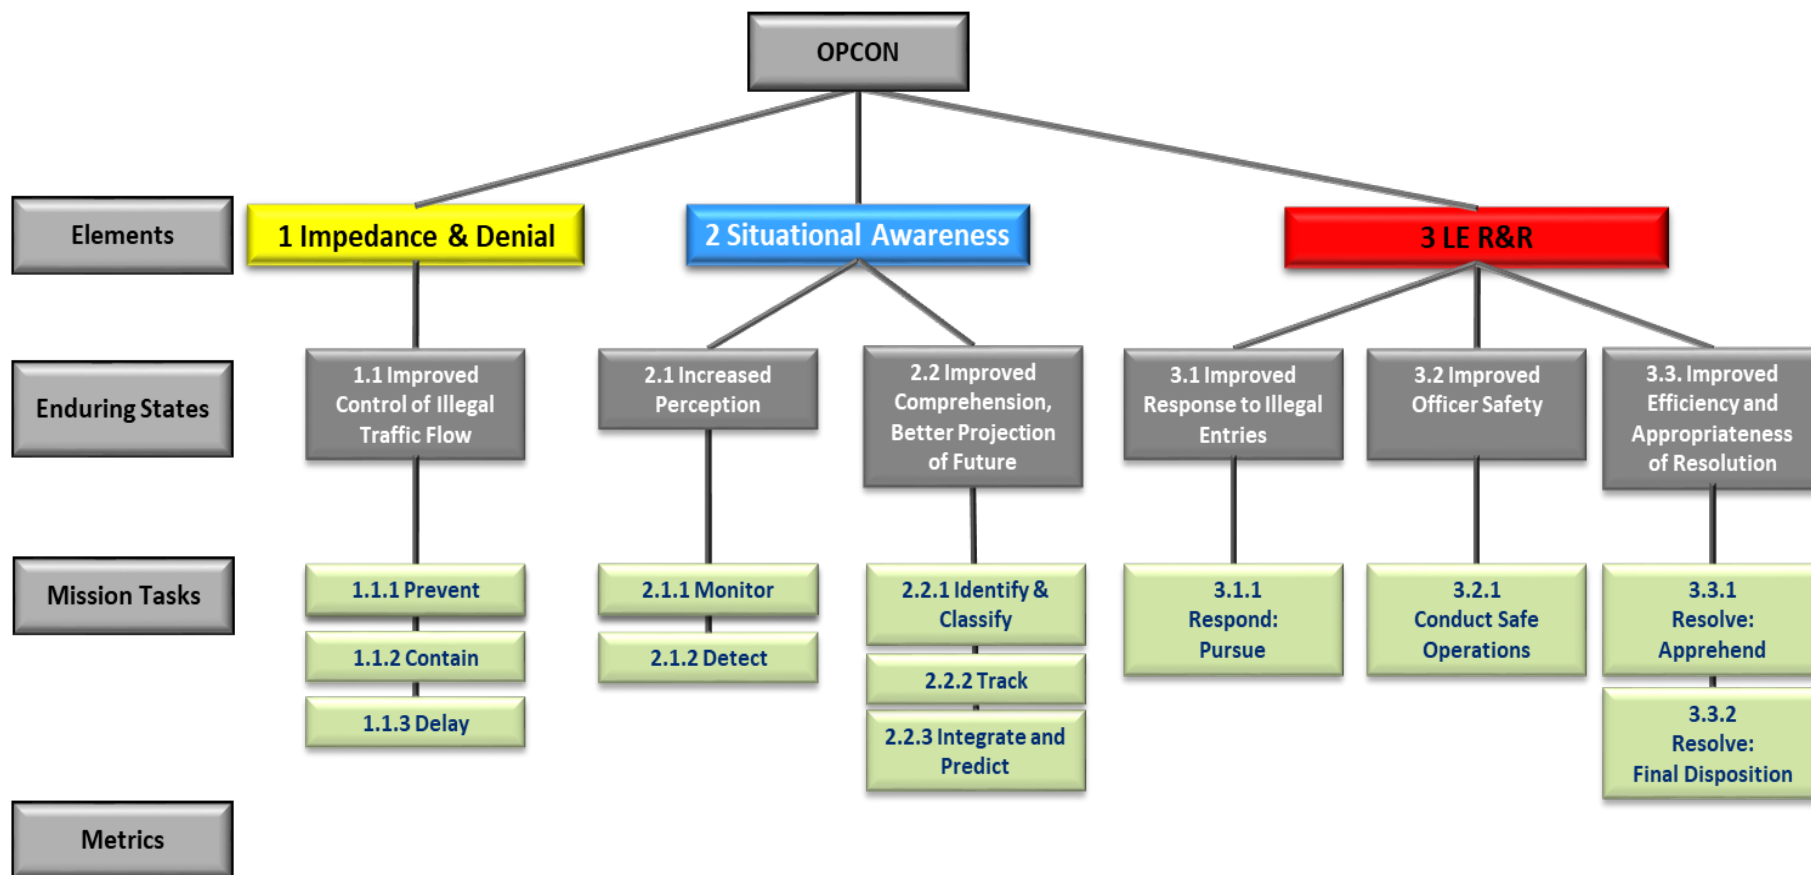 OPCON
Elements
1 Impedance & Denial
2 Situational Awareness
3 LE R&R
Enduring States
1.1 Improved
Control of Illegal
Traffic Flow
2.1 Increased
Perception
2.2 Improved
Comprehension,
Better Projection
of Future
3.1 Improved
Response to Illegal
Entries
3.2 Improved
Officer Safety
3.3. Improved
Efficiency and
Appropriateness
of Resolution
Mission Tasks
1.1.1 Prevent
1.1.2 Contain
1.1.3 Delay
2.1.1 Monitor
2.1.2 Detect
2.2.1 Identify &
Classify
2.2.2 Track
2.2.3 Integrate and
Predict
3.1.1
Respond:
Pursue
3.2.1
Conduct Safe
Operations
3.3.1
Resolve:
Apprehend
3.3.2
Resolve:
Final Disposition
Metrics